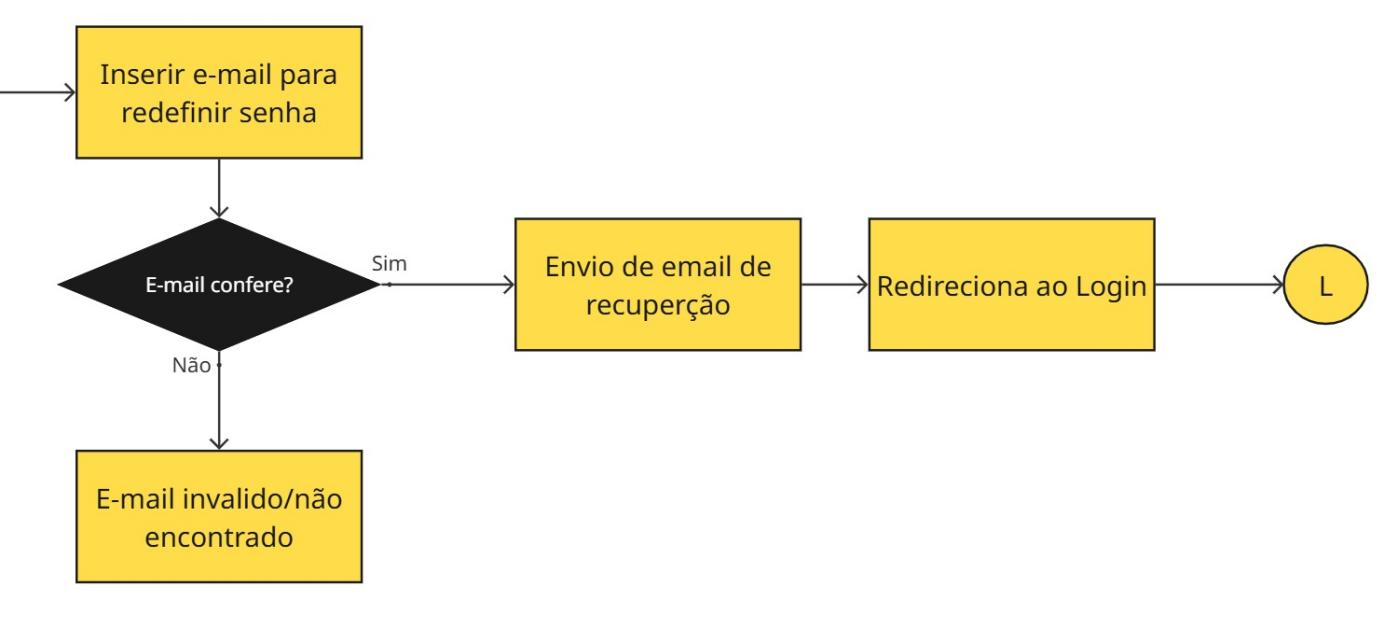 Inserir e-mail para
redefinir senha
E-mail confere?
Sim
Envio de email de
recuperção
Redireciona ao Login
L
Não
E-mail invalido/não
encontrado